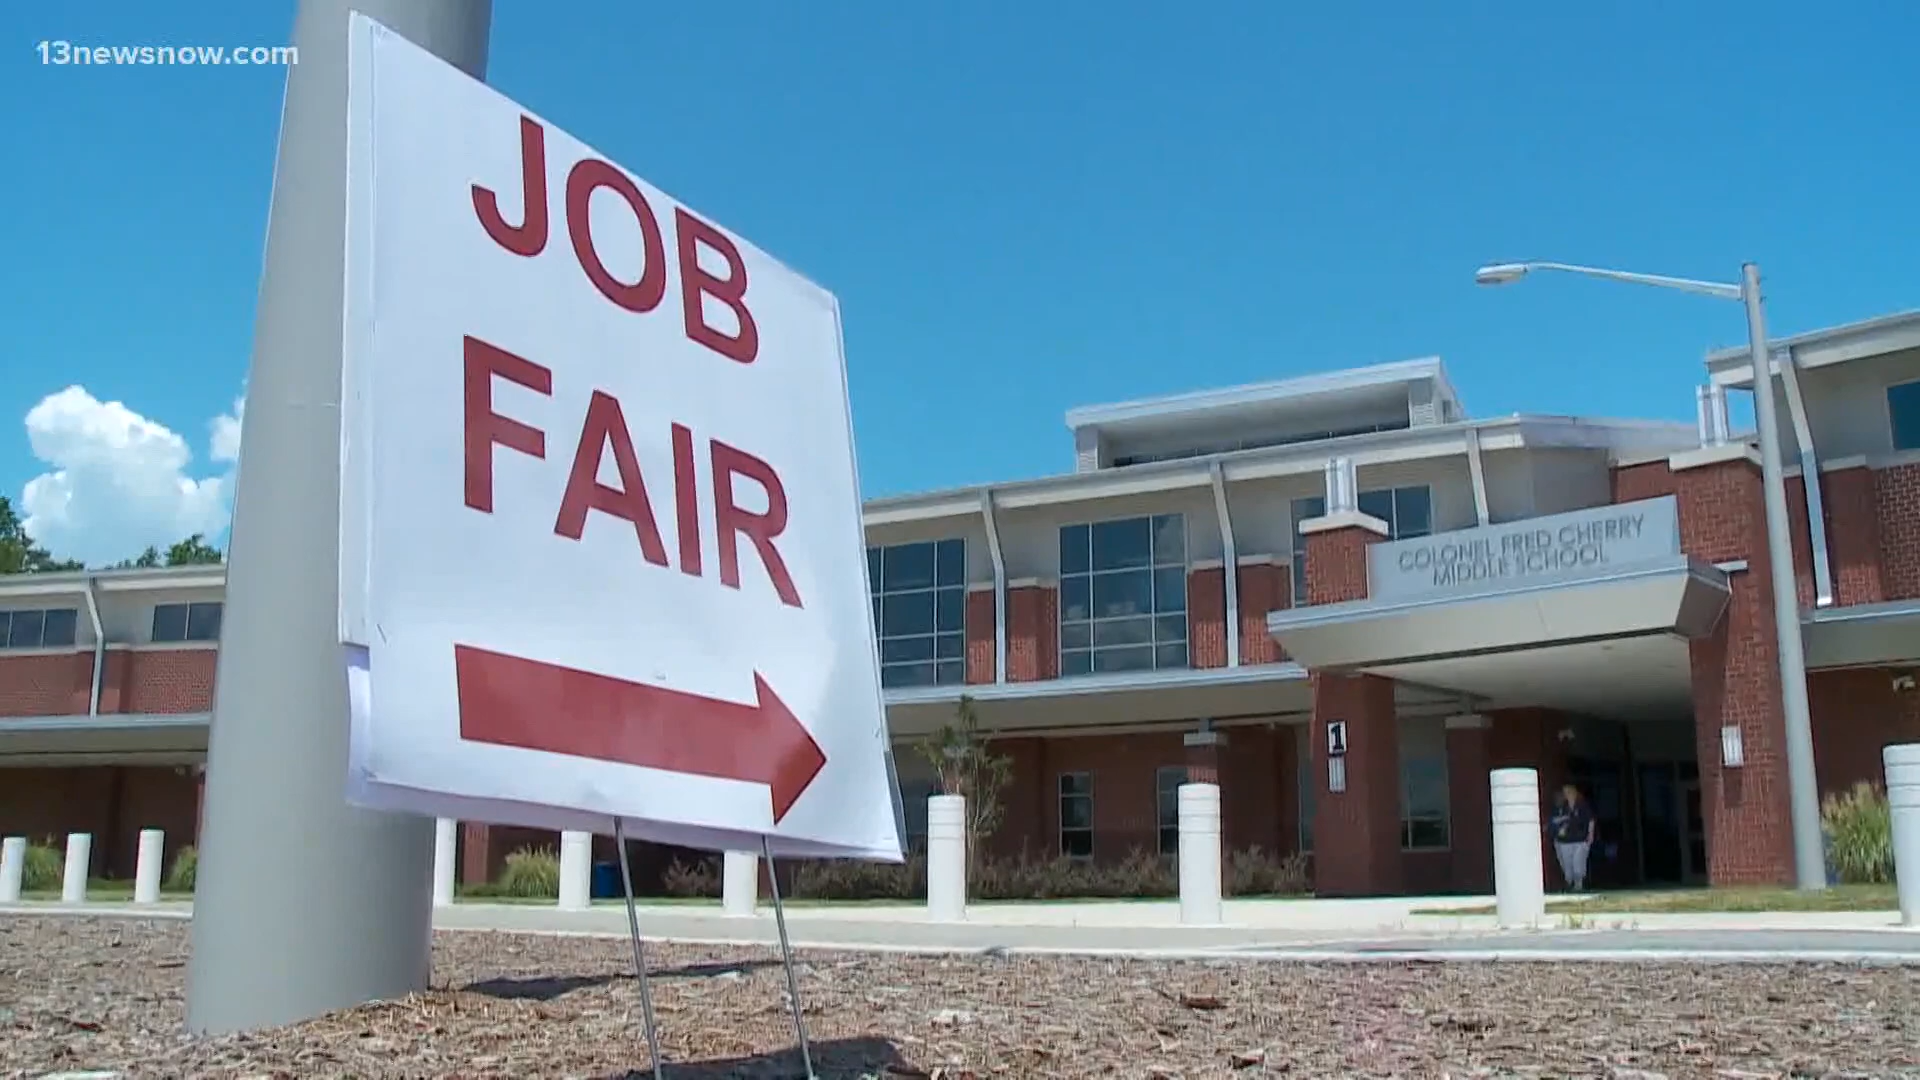 13newsnow.com
JOB
FAIR
COLONEL FRED CHERRY
MIDDLE SCHOOL
1